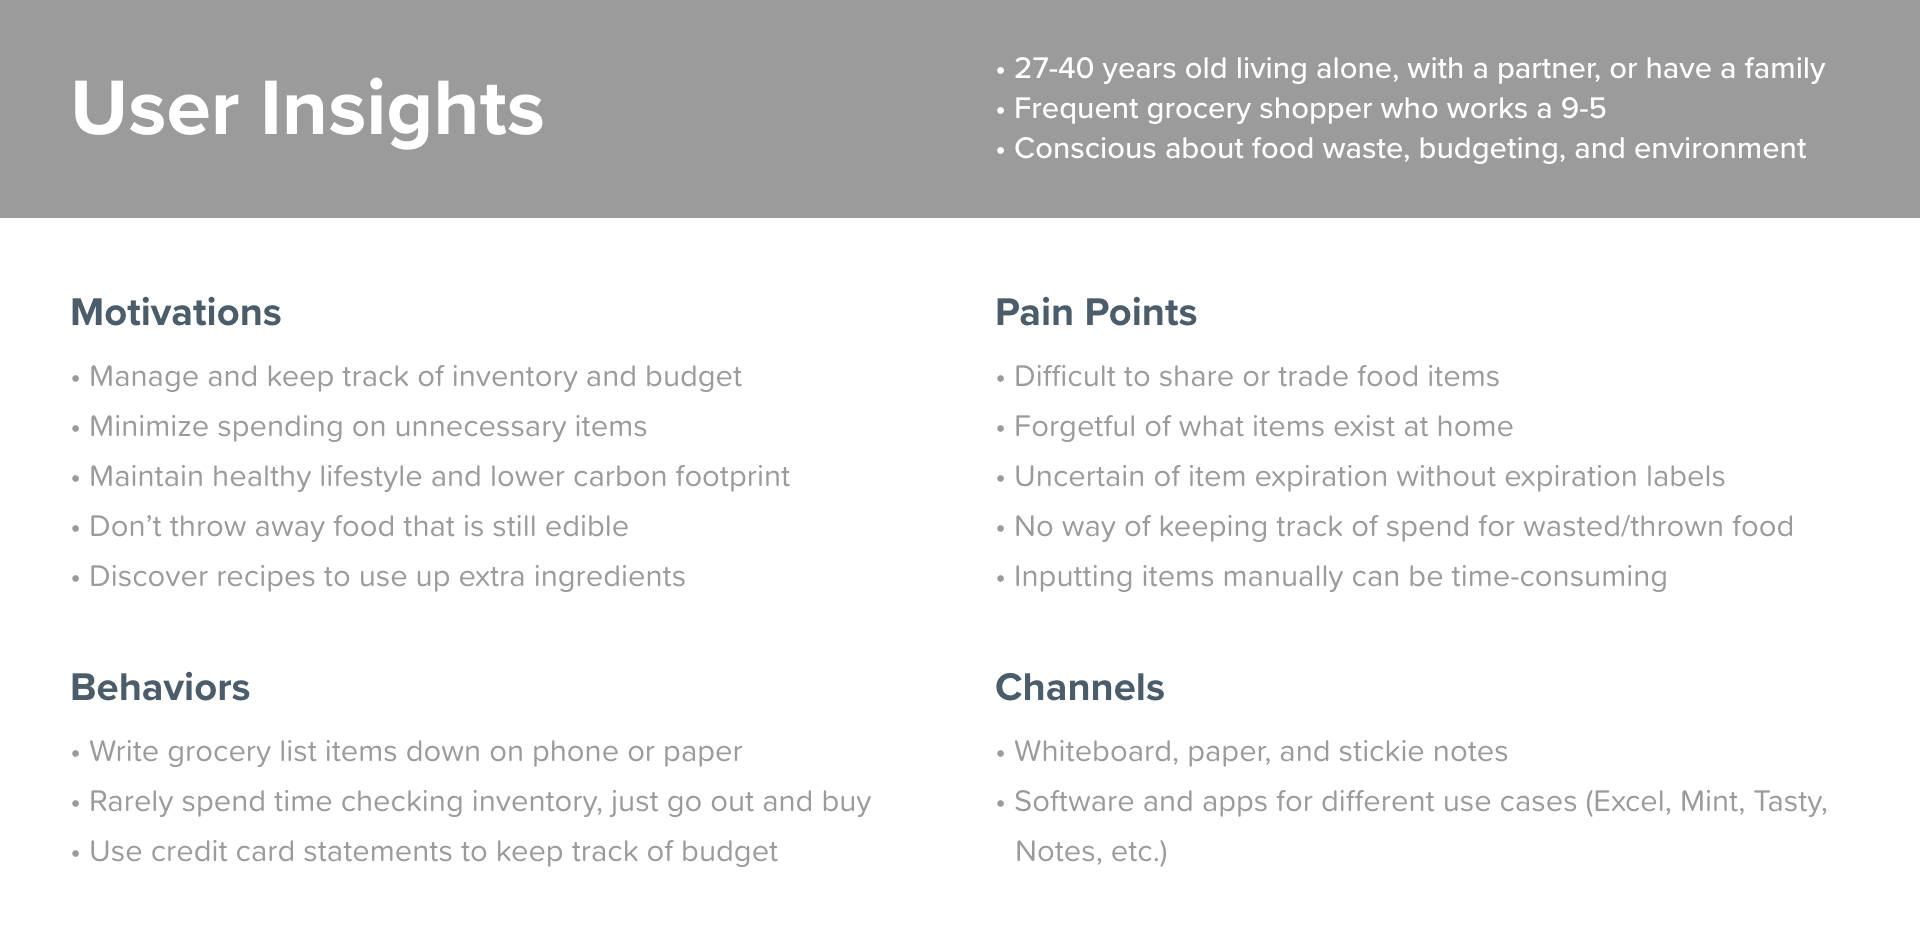 User Insights
• 27-40 years old living alone, with a partner, or have a family
• Frequent grocery shopper who works a 9-5
• Conscious about food waste, budgeting, and environment
Motivations
• Manage and keep track of inventory and budget
• Minimize spending on unnecessary items
• Maintain healthy lifestyle and lower carbon footprint
• Don’t throw away food that is still edible
• Discover recipes to use up extra ingredients
Pain Points
• Difficult to share or trade food items
• Forgetful of what items exist at home
• Uncertain of item expiration without expiration labels
• No way of keeping track of spend for wasted/thrown food
• Inputting items manually can be time-consuming
Behaviors
• Write grocery list items down on phone or paper
• Rarely spend time checking inventory, just go out and buy
• Use credit card statements to keep track of budget
Channels
• Whiteboard, paper, and stickie notes
• Software and apps for different use cases (Excel, Mint, Tasty,
Notes, etc.)